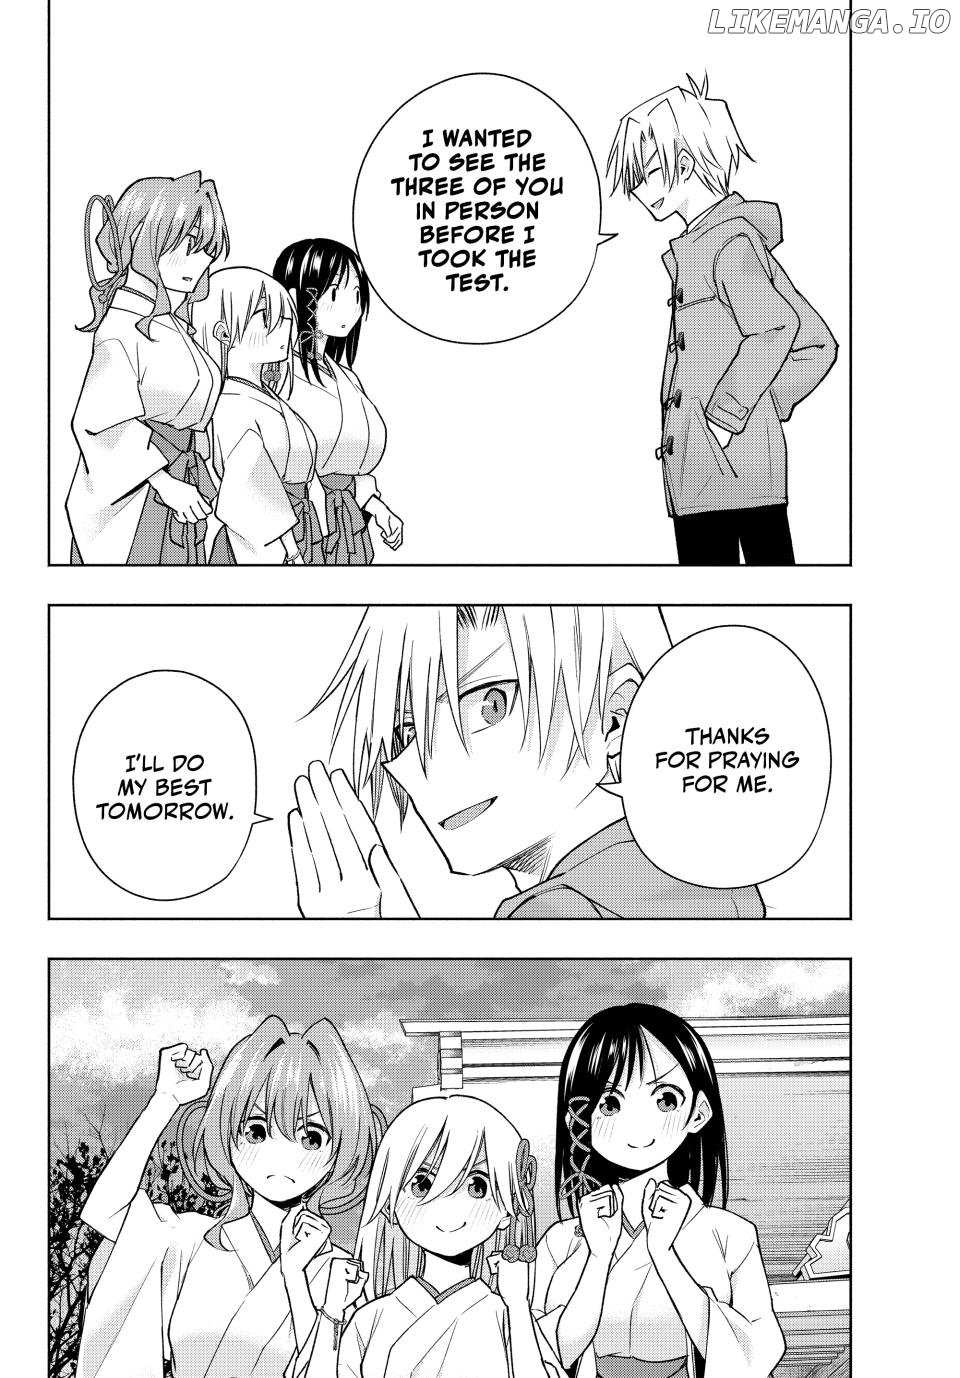 LIKEMANGA.IO
I WANTED
TO SEE THE
THREE OF YOU
IN PERSON
BEFORE I
TOOK THE
TEST.
THANKS
FOR PRAYING
FOR ME.
I'LL DO
MY BEST
TOMORROW.